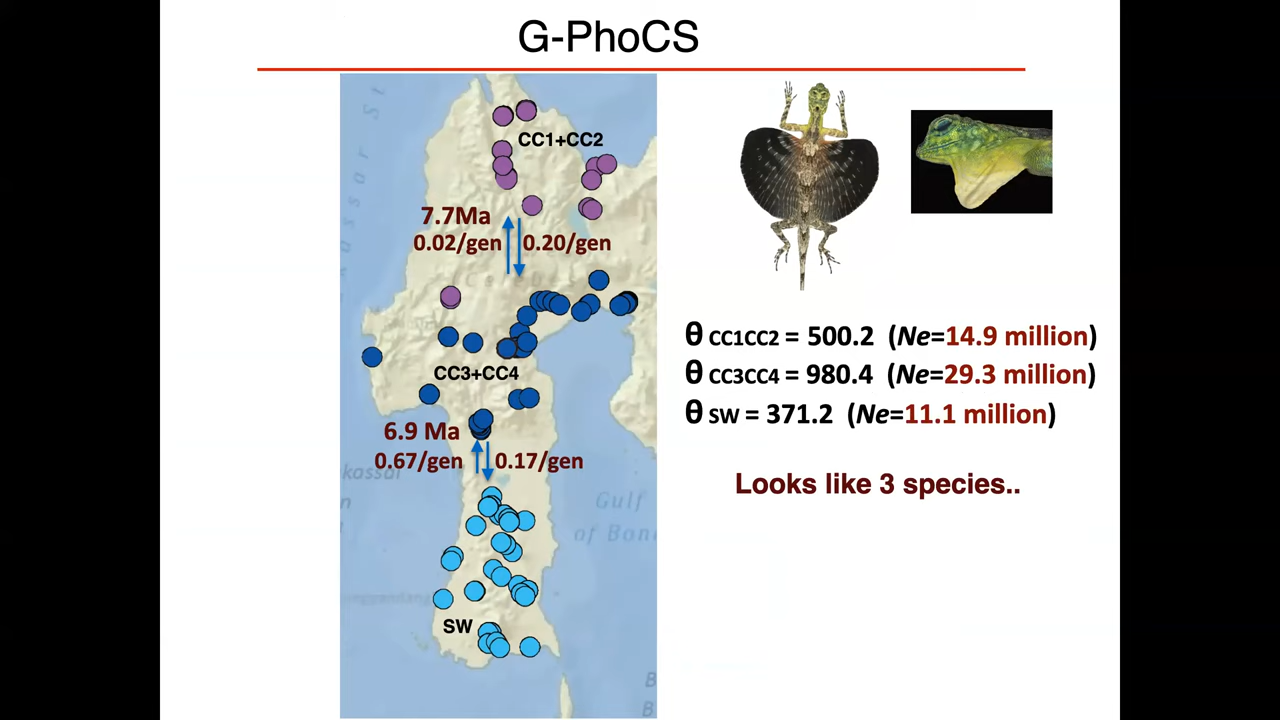 G-PhoCS
CC1+CC2
7.7Ma
0.02/gen 0.20/gen
CC3+CC4
6.9 Ma
0.67/gen 0.17/gen
Gulf
SW
θ CC1CC2 = 500.2 (Ne=14.9 million)
θ CC3CC4 = 980.4 (Ne=29.3 million)
θ SW = 371.2 (Ne=11.1 million)
Looks like 3 species..